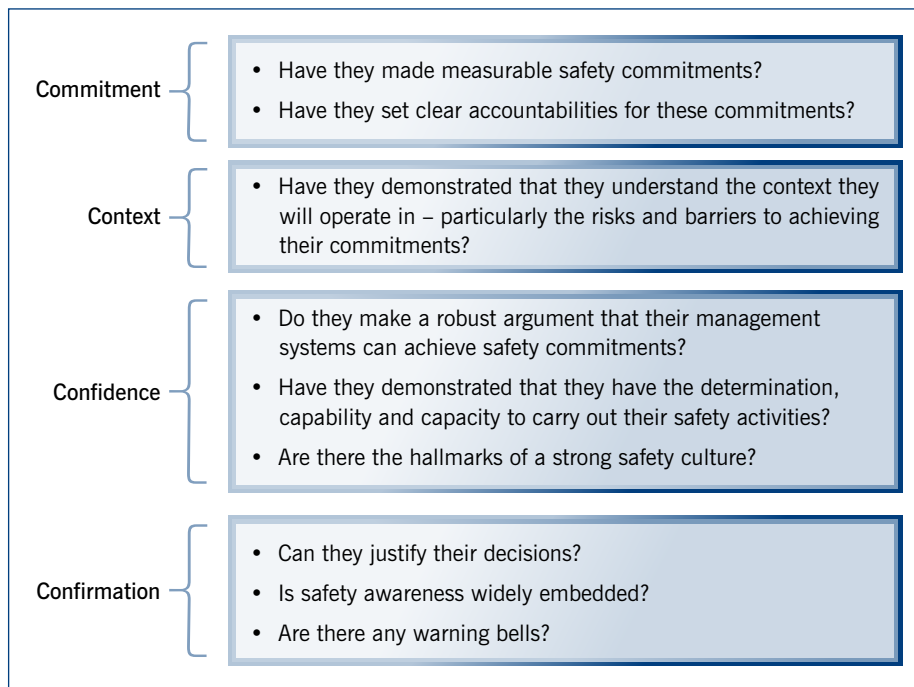 Commitment
• Have they made measurable safety commitments?
• Have they set clear accountabilities for these commitments?
Context
• Have they demonstrated that they understand the context they
will operate in – particularly the risks and barriers to achieving
their commitments?
Confidence
• Do they make a robust argument that their management
systems can achieve safety commitments?
• Have they demonstrated that they have the determination,
capability and capacity to carry out their safety activities?
• Are there the hallmarks of a strong safety culture?
Confirmation
• Can they justify their decisions?
• Is safety awareness widely embedded?
• Are there any warning bells?